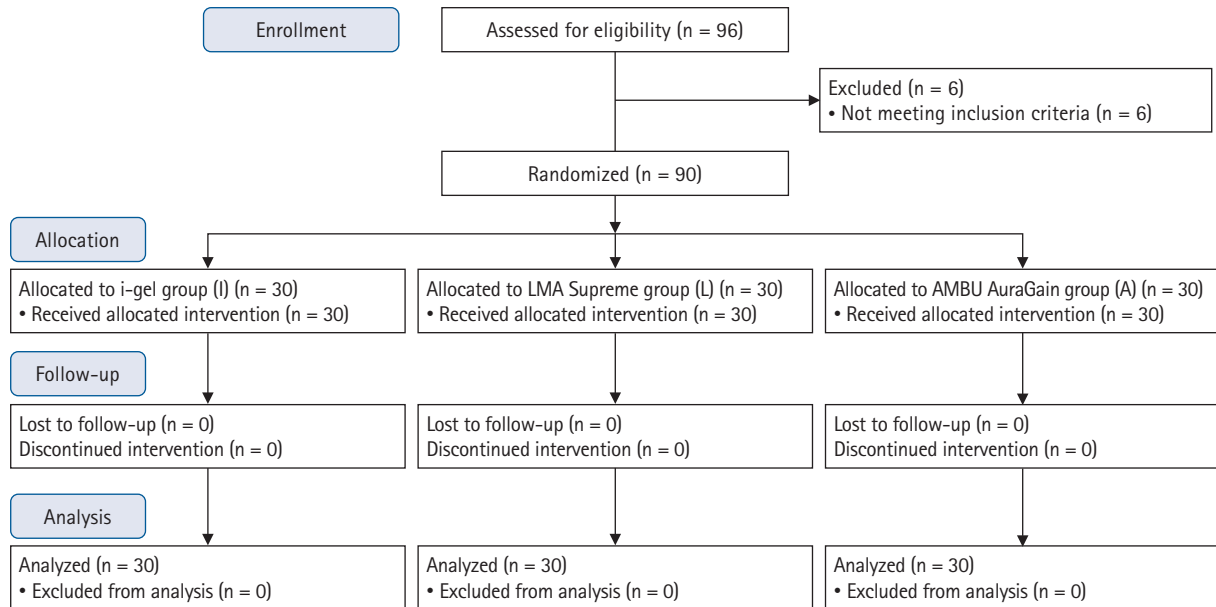 Enrollment
Assessed for eligibility (n = 96)
Excluded (n = 6)
• Not meeting inclusion criteria (n = 6)
Randomized (n = 90)
Allocation
Allocated to i-gel group (I) (n = 30)
• Received allocated intervention (n = 30)
Allocated to LMA Supreme group (L) (n = 30)
• Received allocated intervention (n = 30)
Allocated to AMBU AuraGain group (A) (n = 30)
• Received allocated intervention (n = 30)
Follow-up
Lost to follow-up (n = 0)
Discontinued intervention (n = 0)
Lost to follow-up (n = 0)
Discontinued intervention (n = 0)
Lost to follow-up (n = 0)
Discontinued intervention (n = 0)
Analysis
Analyzed (n = 30)
• Excluded from analysis (n = 0)
Analyzed (n = 30)
• Excluded from analysis (n = 0)
Analyzed (n = 30)
• Excluded from analysis (n = 0)